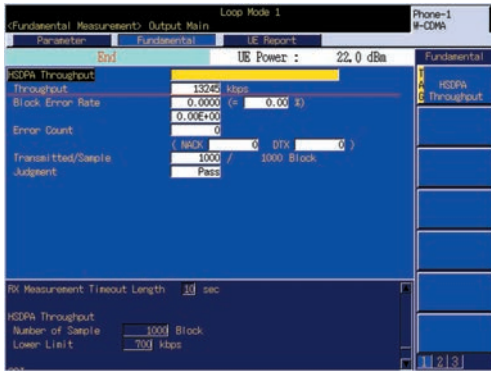 Loop Mode 1
<Fundamental Measurement> Output Main
Phone-1
W-CDMA
Parameter Fundamental UE Report
End UE Power : 22.0 dBm
Fundamental
HSDPA Throughput
Throughput 13245 kbps
Block Error Rate 0.0000 (= 0.00 %)
0.00E+00
Error Count 0
( NACK 0 DTX 0 )
Transmitted/Sample 1000 / 1000 Block
Judgment Pass
TAG HSDPA Throughput
RX Measurement Timeout Length 10 sec
HSDPA Throughput
Number of Sample 1000 Block
Lower Limit 700 kbps
1 2 3